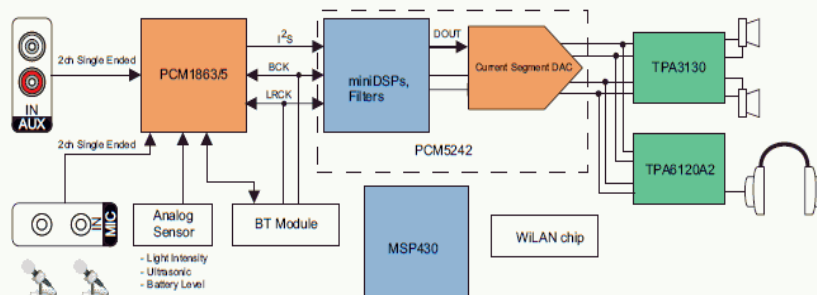 I²S
DOUT
2ch Single Ended
PCM1863/5
BCK
miniDSPs,
Filters
Current Segment DAC
TPA3130
LRCK
IN
AUX
PCM5242
2ch Single Ended
TPA6120A2
IN
MIC
Analog
Sensor
BT Module
MSP430
WiLAN chip
- Light Intensity
- Ultrasonic
- Battery Level